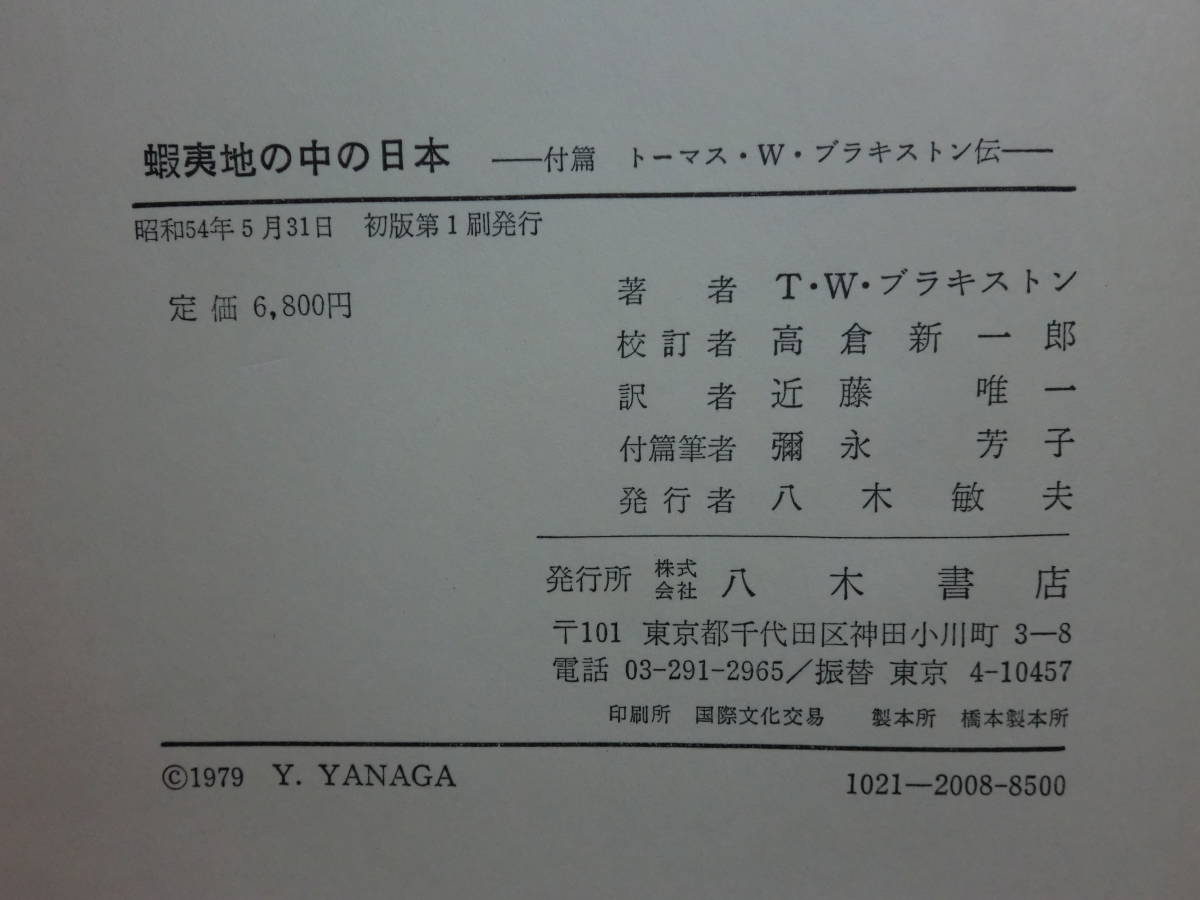 蝦夷地の中の日本 ——付篇 トーマス・W・ブラキストン伝——
昭和54年5月31日 初版第1刷発行
定価 6,800円
著者 T・W・ブラキストン
校訂者 高倉新一郎
訳者 近藤唯一
付篇筆者 彌永芳子
発行者 八木敏夫
発行所 株式会社 八木書店
〒101 東京都千代田区神田小川町 3—8
電話 03-291-2965/振替 東京 4-10457
印刷所 国際文化交易 製本所 橋本製本所
©1979 Y. YANAGA
1021—2008-8500